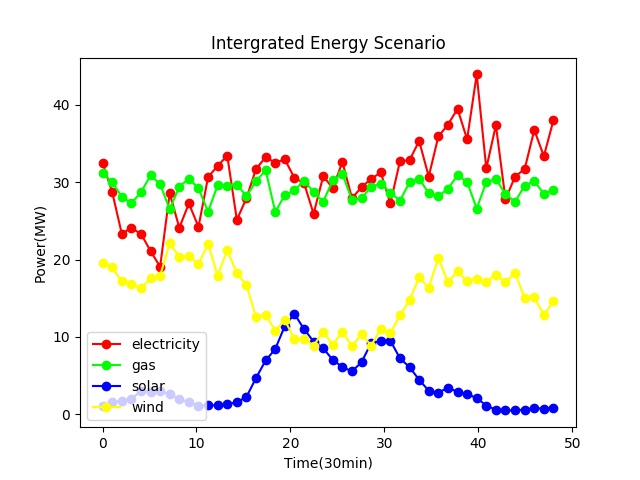 Intergrated Energy Scenario
Power(MW)
40
30
20
10
0
electricity
gas
solar
wind
0 10 20 30 40 50
Time(30min)